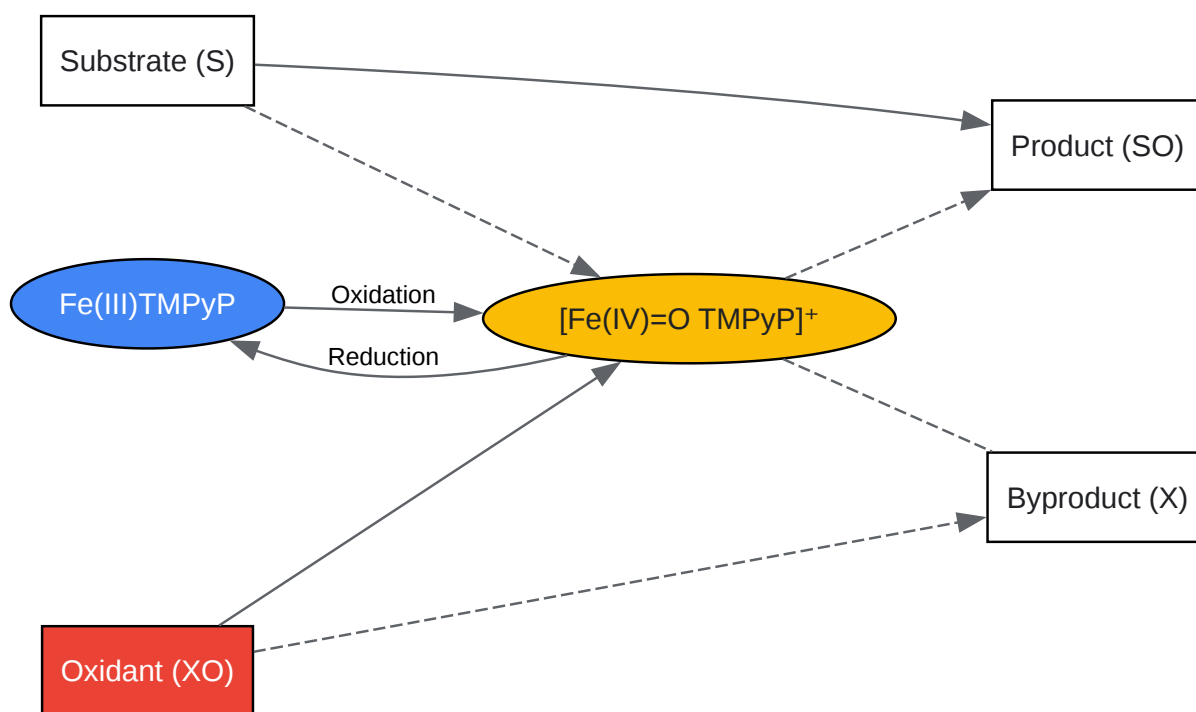 Substrate (S)
Product (SO)
Fe(III)TMPyP
Oxidation
[Fe(IV)=O TMPyP]⁺
Reduction
Byproduct (X)
Oxidant (XO)